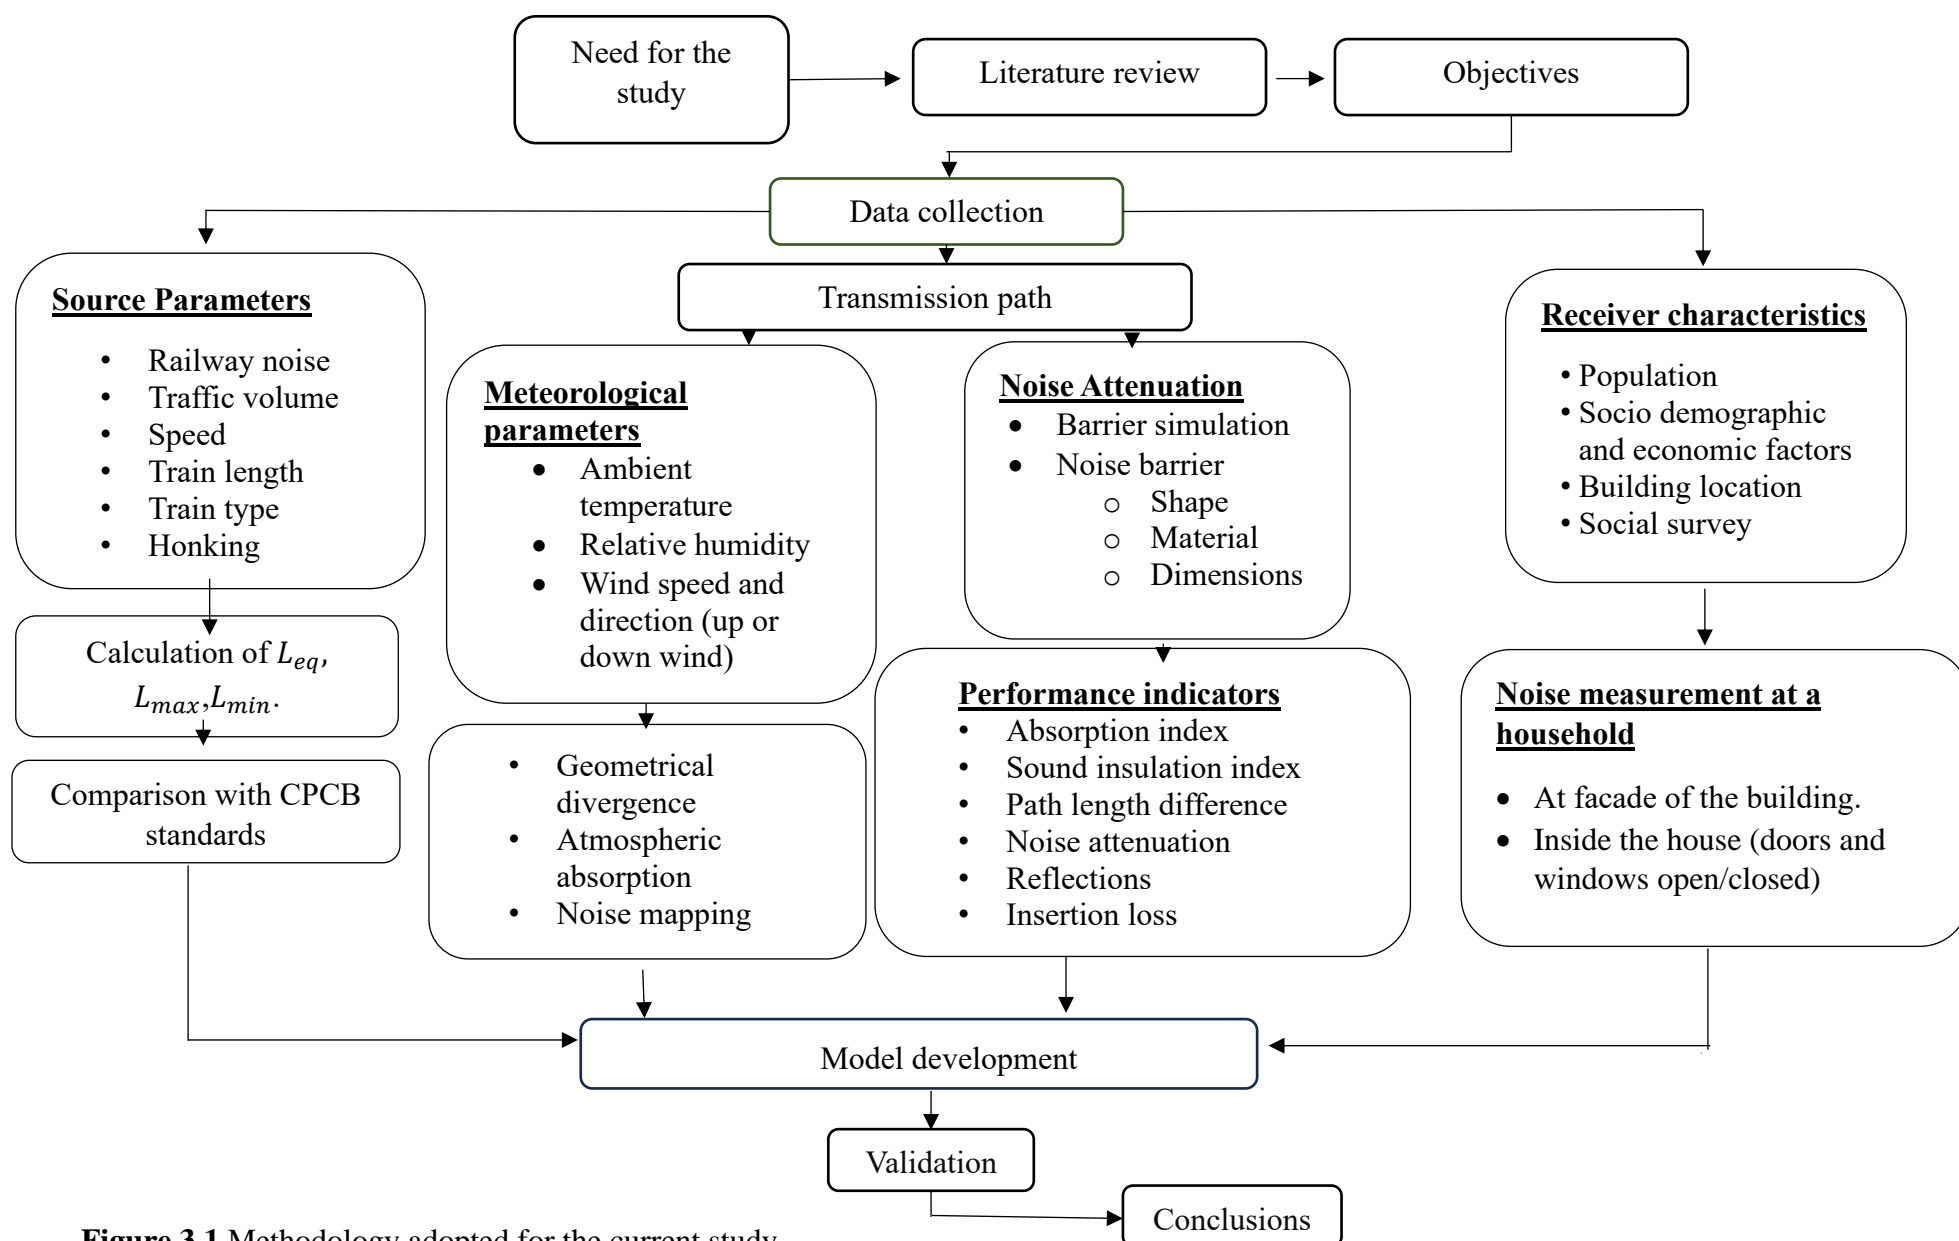 Need for the
study
Literature review
Objectives
Data collection
Source Parameters
• Railway noise
• Traffic volume
• Speed
• Train length
• Train type
• Honking
Calculation of L_eq,
L_max,L_min.
Comparison with CPCB
standards
Transmission path
Meteorological
parameters
• Ambient
temperature
• Relative humidity
• Wind speed and
direction (up or
down wind)
• Geometrical
divergence
• Atmospheric
absorption
• Noise mapping
Noise Attenuation
• Barrier simulation
• Noise barrier
o Shape
o Material
o Dimensions
Performance indicators
• Absorption index
• Sound insulation index
• Path length difference
• Noise attenuation
• Reflections
• Insertion loss
Receiver characteristics
• Population
• Socio demographic
and economic factors
• Building location
• Social survey
Noise measurement at a
household
• At facade of the building.
• Inside the house (doors and
windows open/closed)
Model development
Validation
Conclusions
Figure 3.1 Methodology adopted for the current study